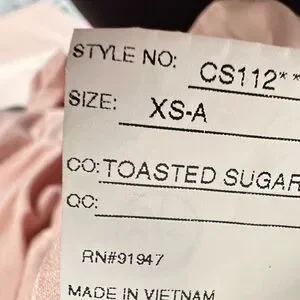 STYLE NO: CS112**
SIZE: XS-A
CO: TOASTED SUGAR
QC:
RN#91947
MADE IN VIETNAM